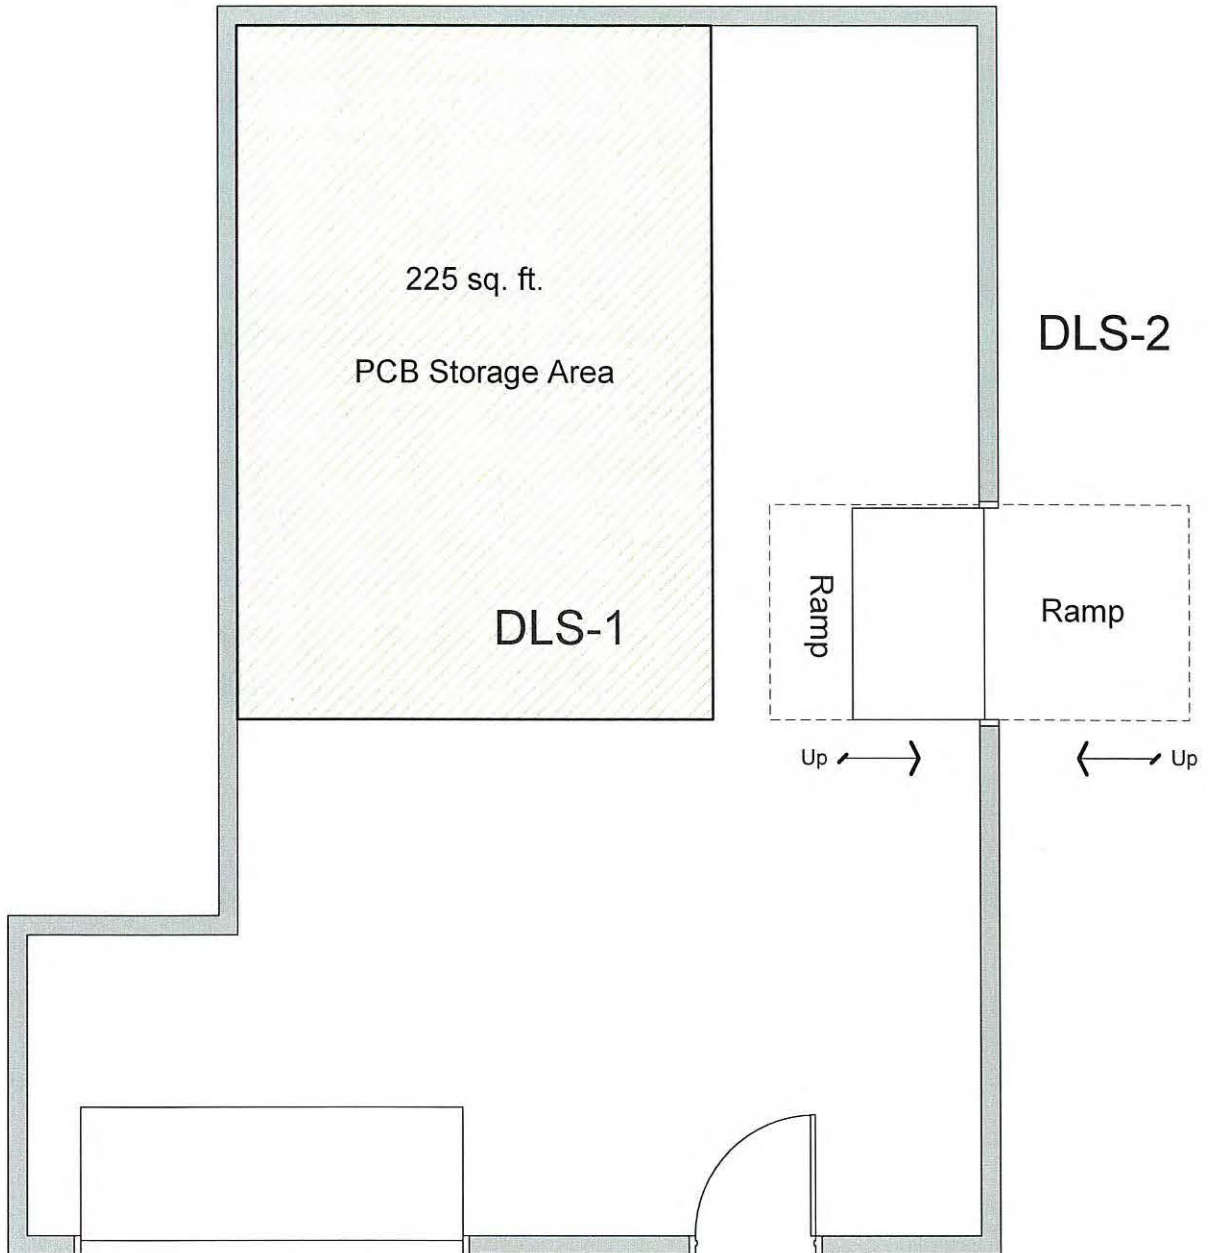 225 sq. ft.
PCB Storage Area
DLS-2
DLS-1
Ramp
Ramp
Up
Up